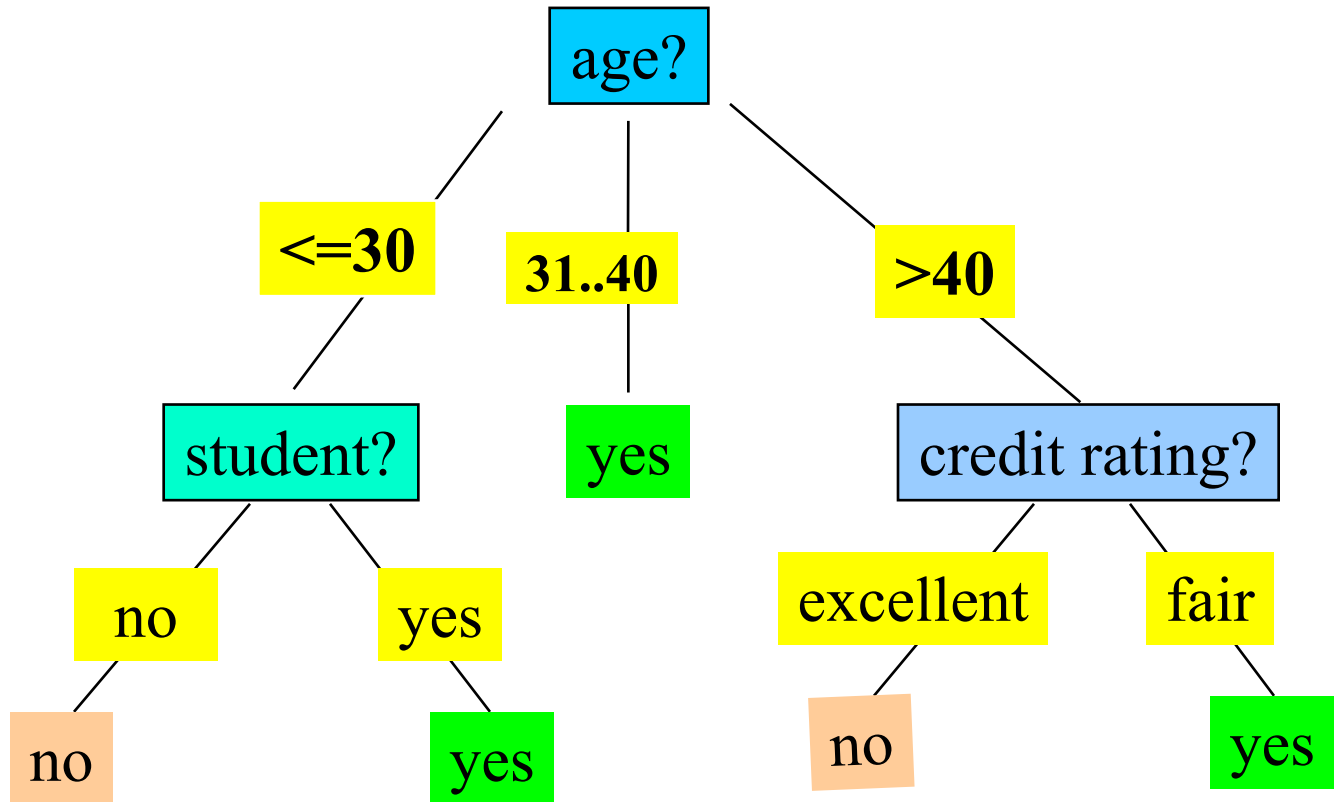 age?
<=30
31..40
>40
student?
yes
credit rating?
no
yes
excellent
fair
no
yes
no
yes